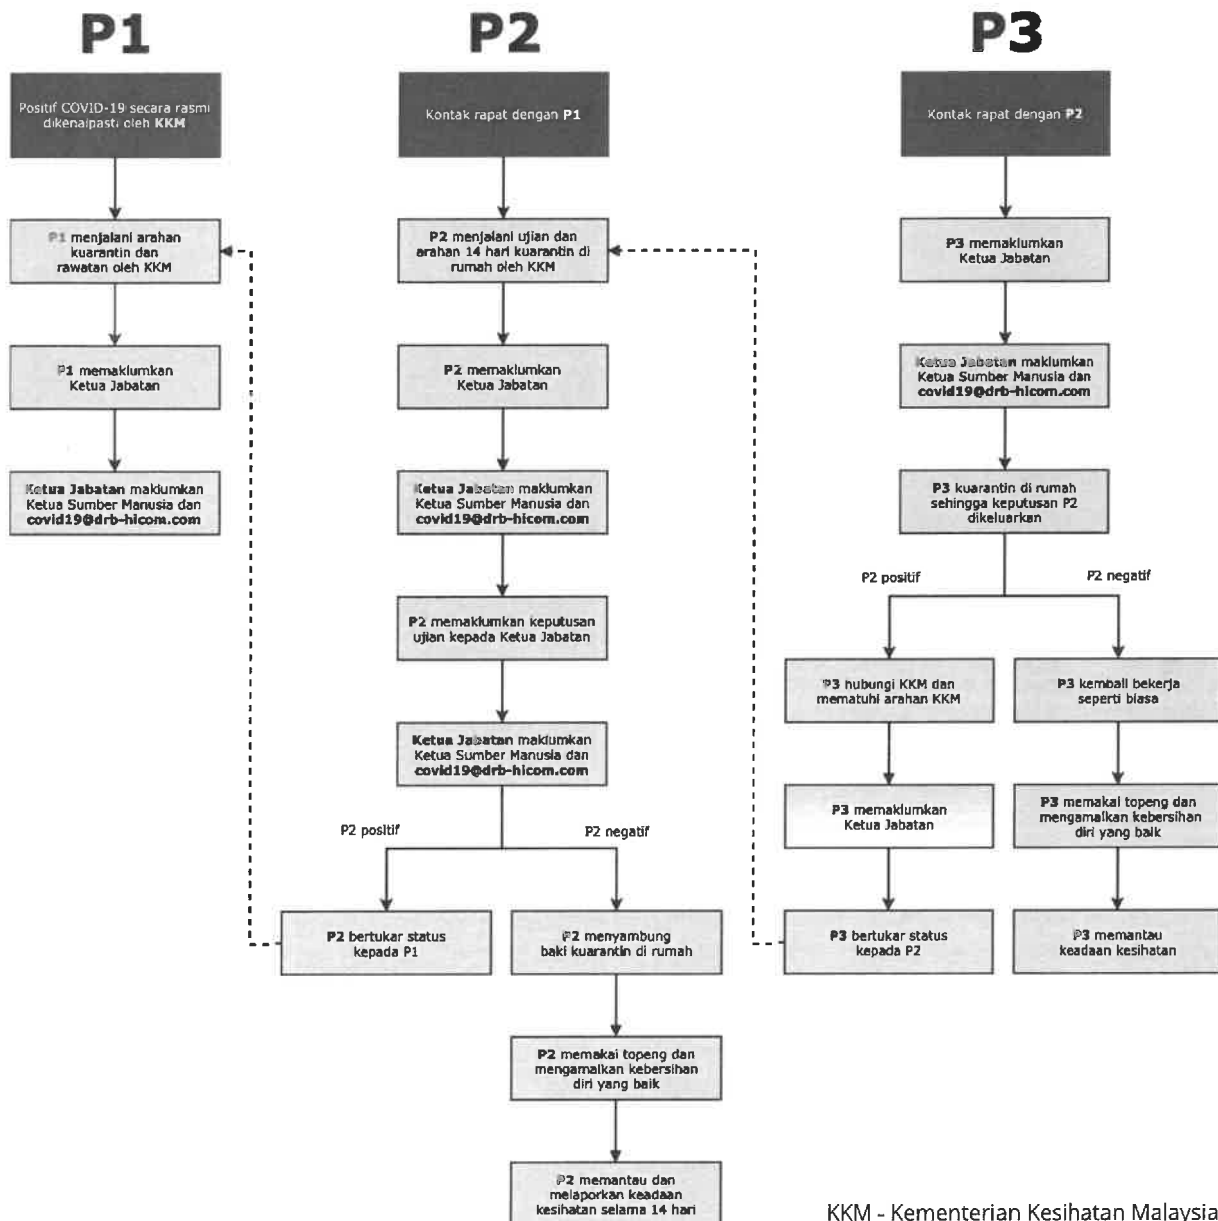 P1
Positif COVID-19 secara rasmi
dikenalpasti oleh KKM
P1 menjalani arahan
kuarantin dan
rawatan oleh KKM
P1 memaklumkan
Ketua Jabatan
Ketua Jabatan maklumkan
Ketua Sumber Manusia dan
covid19@drb-hicom.com
P2
Kontak rapat dengan P1
P2 menjalani ujian dan
arahan 14 hari kuarantin di
rumah oleh KKM
P2 memaklumkan
Ketua Jabatan
Ketua Jabatan maklumkan
Ketua Sumber Manusia dan
covid19@drb-hicom.com
P2 memaklumkan keputusan
ujian kepada Ketua Jabatan
Ketua Jabatan maklumkan
Ketua Sumber Manusia dan
covid19@drb-hicom.com
P2 positif
P2 negatif
P2 bertukar status
kepada P1
P2 menyambung
baki kuarantin di rumah
P2 memakai topeng dan
mengamalkan kebersihan
diri yang baik
P2 memantau dan
melaporkan keadaan
kesihatan selama 14 hari
P3
Kontak rapat dengan P2
P3 memaklumkan
Ketua Jabatan
Ketua Jabatan maklumkan
Ketua Sumber Manusia dan
covid19@drb-hicom.com
P3 kuarantin di rumah
sehingga keputusan P2
dikeluarkan
P2 positif
P2 negatif
P3 hubungi KKM dan
mematuhi arahan KKM
P3 memaklumkan
Ketua Jabatan
P3 bertukar status
kepada P2
P3 kembali bekerja
seperti biasa
P3 memakai topeng dan
mengamalkan kebersihan
diri yang baik
P3 memantau
keadaan kesihatan
KKM - Kementerian Kesihatan Malaysia